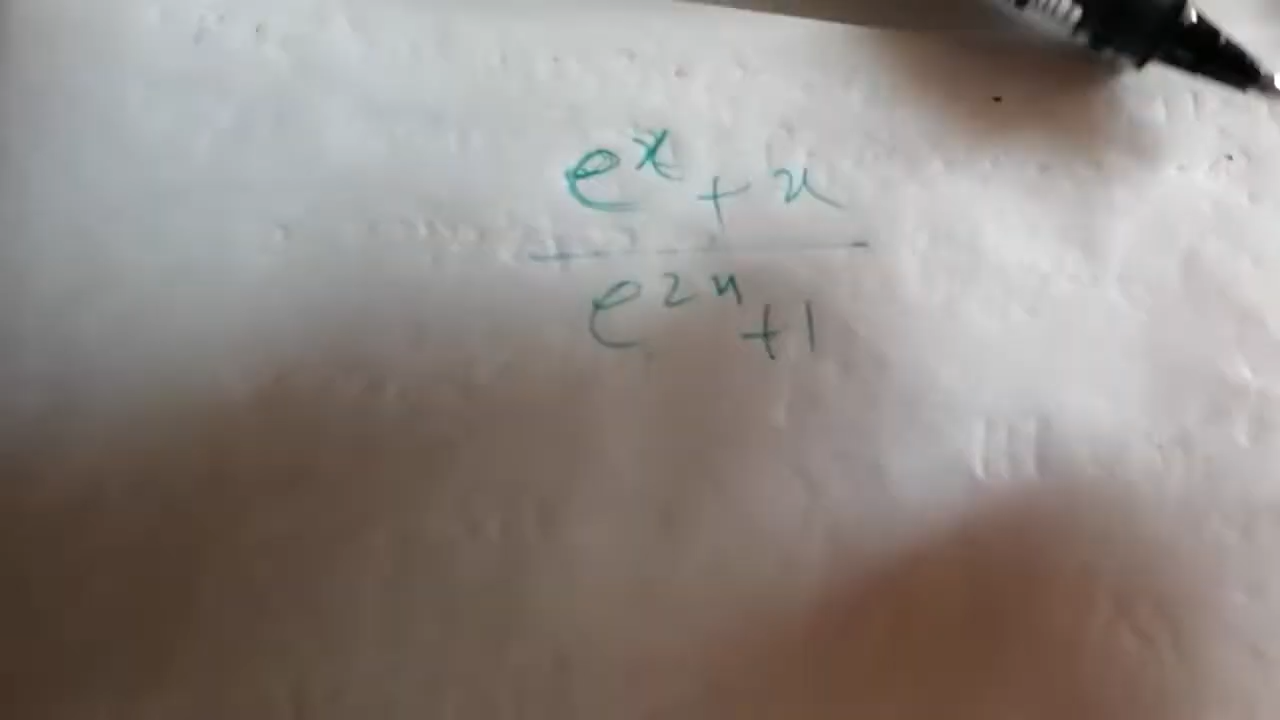 e^x + x
e^2x + 1